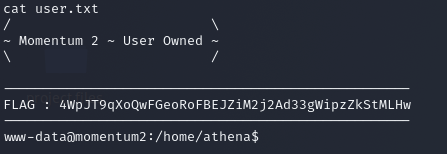 cat user.txt
/                          \
~ Momentum 2 ~ User Owned ~
\                          /
---------------------------------------------------
FLAG : 4WpJT9qXoQwFGeoRoFBEJZiM2j2Ad33gWipzZkStMLHw
---------------------------------------------------
www-data@momentum2:/home/athena$